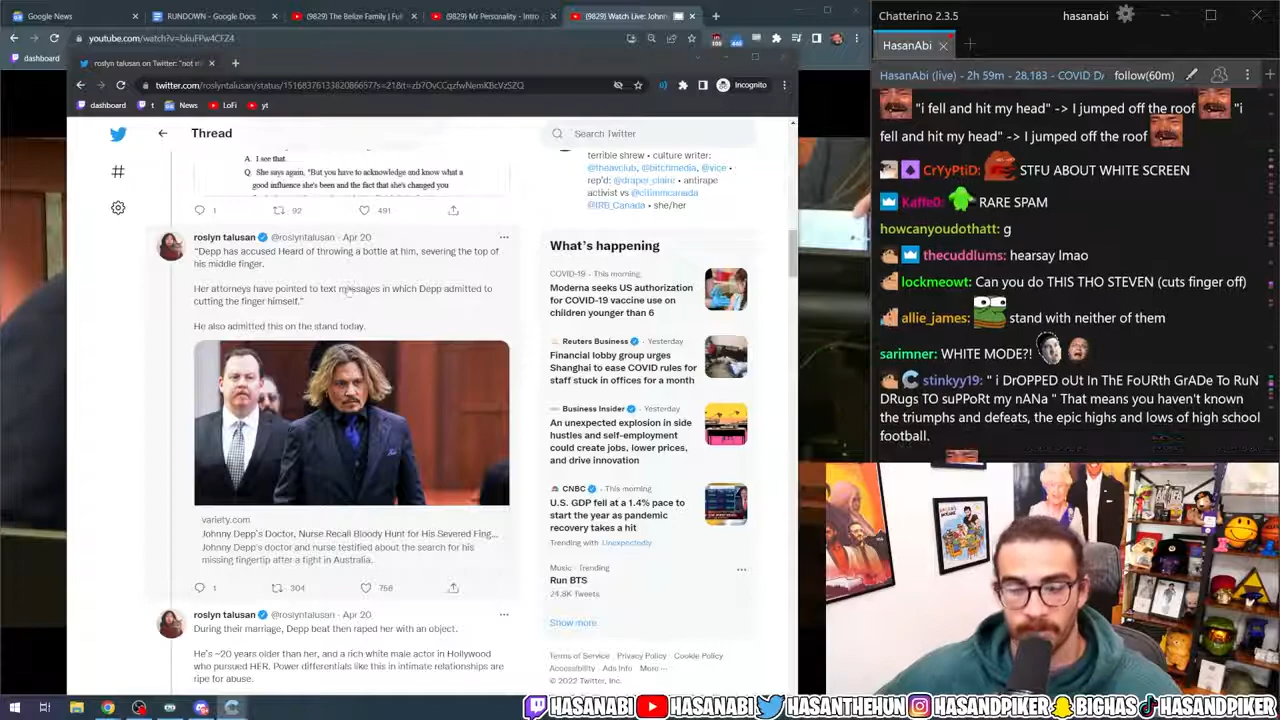 Google News
RUNDOWN - Google Docs
(9829) The Belize Family | Full
(9829) Mr Personality - Intro
(9829) Watch Live: Johnn
youtube.com/watch?v=bkuFPw4CFZ4
dashboard
roslyn talusan on Twitter: "not m
Incognito
dashboard
t
News
LoFi
yt
Thread
Search Twitter
A. I see that.
Q. She says again, "But you have to acknowledge and know what a
good influence she's been and the fact that she's changed you
1
92
491
terrible shrew • culture writer:
@theavclub, @bitchmedia, @vice •
rep'd: @draper_claire • antirape
activist vs @citimmcanada
@IRB_Canada • she/her
roslyn talusan @roslyntalusan · Apr 20
"Depp has accused Heard of throwing a bottle at him, severing the top of
his middle finger.
Her attorneys have pointed to text messages in which Depp admitted to
cutting the finger himself."
He also admitted this on the stand today.
variety.com
Johnny Depp's Doctor, Nurse Recall Bloody Hunt for His Severed Fing...
Johnny Depp's doctor and nurse testified about the search for his
missing fingertip after a fight in Australia.
1
304
756
roslyn talusan @roslyntalusan · Apr 20
During their marriage, Depp beat then raped her with an object.
He's ~20 years older than her, and a rich white male actor in Hollywood
who pursued HER. Power differentials like this in intimate relationships are
ripe for abuse.
What's happening
COVID-19 · This morning
Moderna seeks US authorization
for COVID-19 vaccine use on
children younger than 6
Reuters Business · Yesterday
Financial lobby group urges
Shanghai to ease COVID rules for
staff stuck in offices for a month
Business Insider · Yesterday
An unexpected explosion in side
hustles and self-employment
could create jobs, lower prices,
and drive innovation
CNBC · This morning
U.S. GDP fell at a 1.4% pace to
start the year as pandemic
recovery takes a hit
Trending with Unexpectedly
Music · Trending
Run BTS
24.8K Tweets
Show more
Terms of Service Privacy Policy Cookie Policy
Accessibility Ads Info More ···
© 2022 Twitter, Inc.
Chatterino 2.3.5
hasanabi
HasanAbi
HasanAbi (live) - 2h 59m - 28.183 - COVID DA
follow(60m)
"i fell and hit my head" -> I jumped off the roof "i
fell and hit my head" -> I jumped off the roof
CrYyPtiD: STFU ABOUT WHITE SCREEN
Kaffe0: RARE SPAM
howcanyoudothatt: g
thecuddlums: hearsay lmao
lockmeowt: Can you do THIS THO STEVEN (cuts finger off)
allie_james: stand with neither of them
sarimner: WHITE MODE?!
stinkyy19: " i DrOPPED oUt In ThE FoURth GrAdE To RuN
DRugs TO suPPoRt my nANa " That means you haven't known
the triumphs and defeats, the epic highs and lows of high school
football.
HASANABI HASANABI HASANTHEHUN HASANDPIKER BIGHAS HASANDPIKER